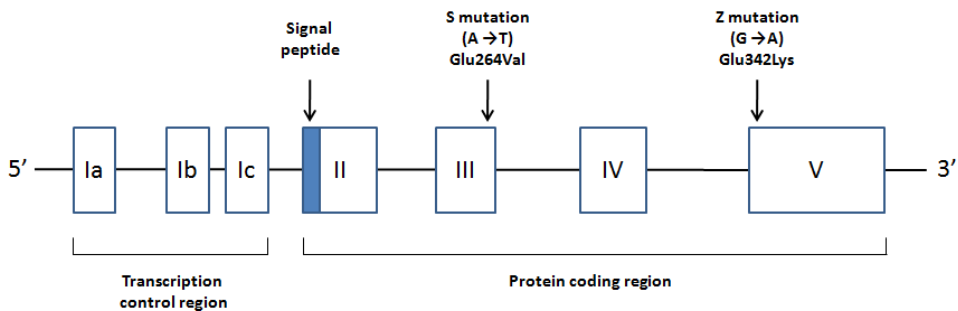 Signal
peptide
S mutation
(A →T)
Glu264Val
Z mutation
(G →A)
Glu342Lys
5’ Ia Ib Ic II III IV V 3’
Transcription
control region
Protein coding region